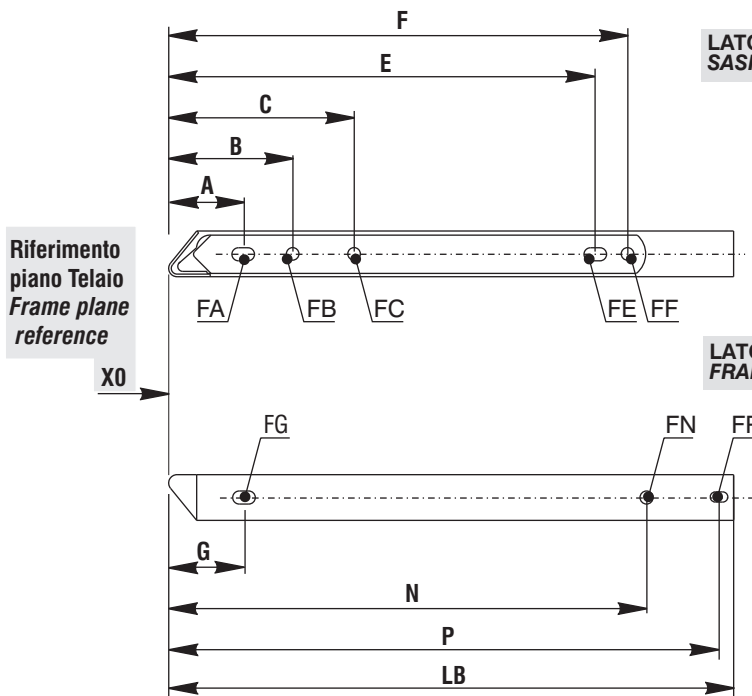 F
E
C
B
A
Riferimento
piano Telaio
Frame plane
reference
X0
FA
FB
FC
FE
FF
FG
FN
G
N
P
LB